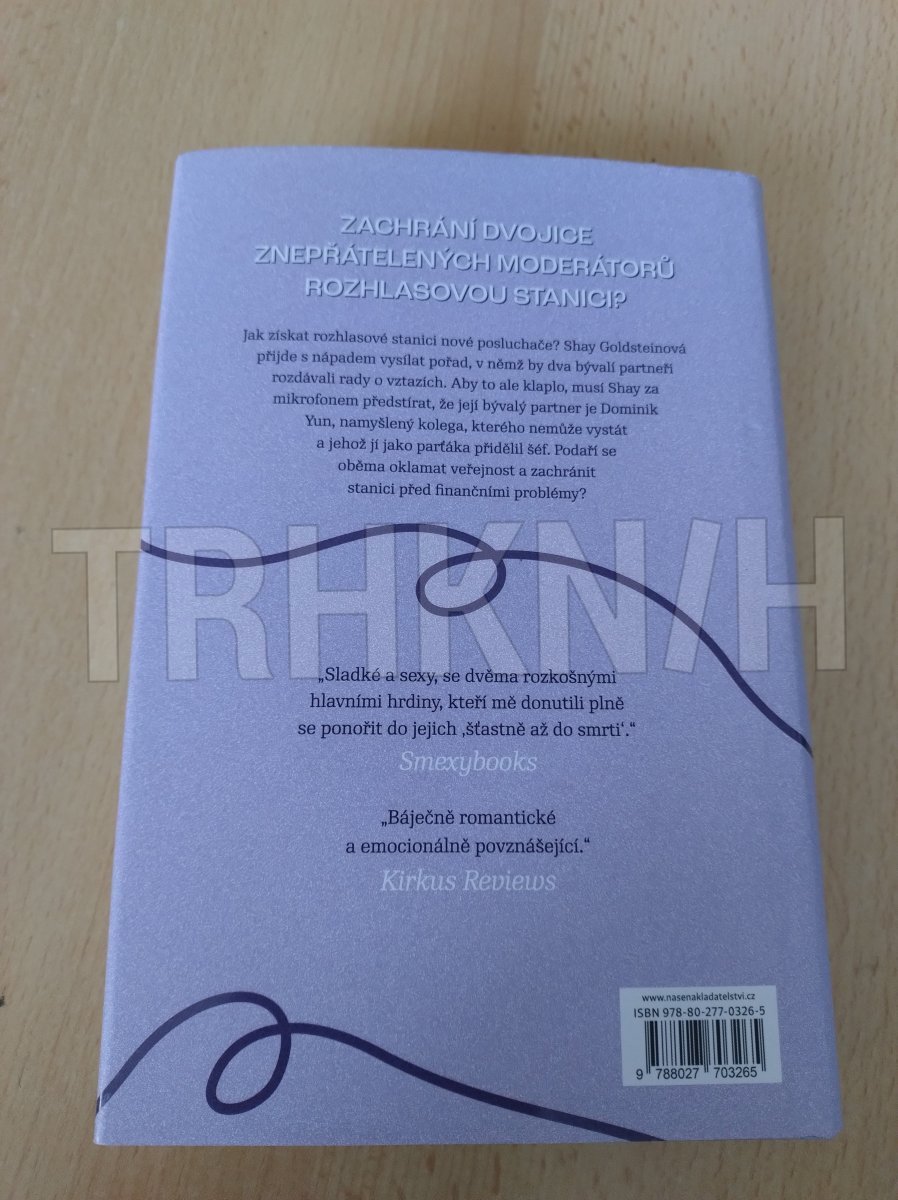 ZACHRÁNÍ DVOJICE
ZNEPŘÁTELENÝCH MODERÁTORŮ
ROZHLASOVOU STANICI?
Jak získat rozhlasové stanici nové posluchače? Shay Goldsteinová
přijde s nápadem vysílat pořad, v němž by dva bývalí partneři
rozdávali rady o vztazích. Aby to ale klaplo, musí Shay za
mikrofonem předstírat, že její bývalý partner je Dominik
Yun, namyšlený kolega, kterého nemůže vystát
a jehož jí jako parťáka přidělil šéf. Podaří se
oběma oklamat veřejnost a zachránit
stanici před finančními problémy?
TRHKNIH
„Sladké a sexy, se dvěma rozkošnými
hlavními hrdiny, kteří mě donutili plně
se ponořit do jejich ‚šťastně až do smrti‘.“
Smexybooks
„Báječně romantické
a emocionálně povznášející.“
Kirkus Reviews
www.nasenakladatelstvi.cz
ISBN 978-80-277-0326-5
9 788027 703265